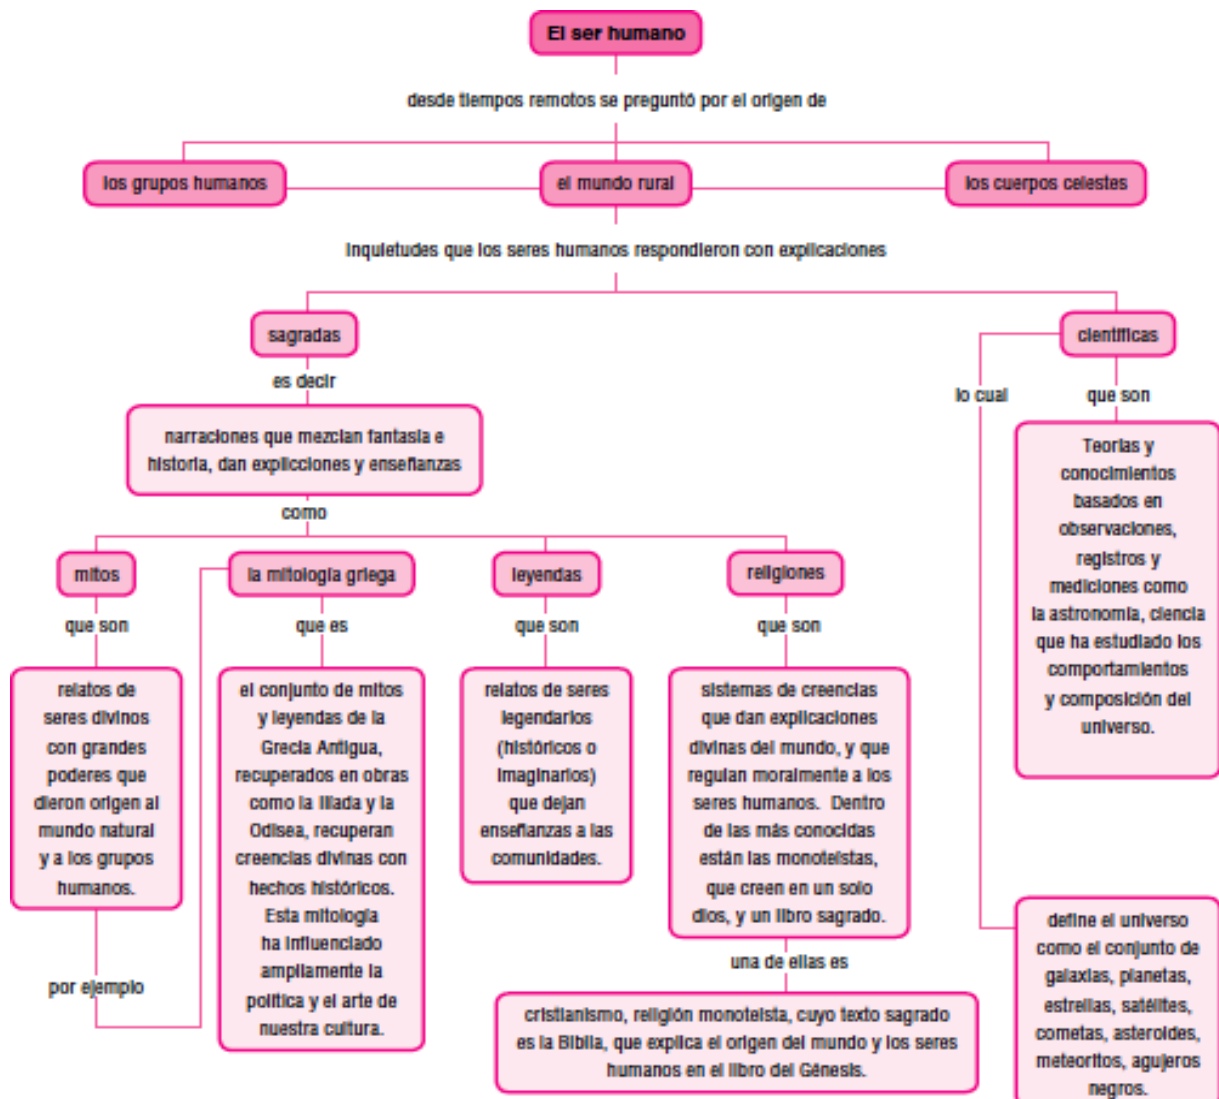 El ser humano
desde tiempos remotos se preguntó por el origen de
los grupos humanos
el mundo rural
los cuerpos celestes
Inquietudes que los seres humanos respondieron con explicaciones
sagradas
científicas
es decir
lo cual
que son
narraciones que mezclan fantasía e
historia, dan explicciones y enseñanzas
Teorías y
conocimientos
basados en
observaciones,
registros y
mediciones como
la astronomía, ciencia
que ha estudiado los
comportamientos
y composición del
universo.
como
mitos
la mitología griega
leyendas
religiones
que son
que es
que son
que son
relatos de
seres divinos
con grandes
poderes que
dieron origen al
mundo natural
y a los grupos
humanos.
el conjunto de mitos
y leyendas de la
Grecia Antigua,
recuperados en obras
como la Ilíada y la
Odisea, recuperan
creencias divinas con
hechos históricos.
Esta mitología
ha influenciado
ampliamente la
política y el arte de
nuestra cultura.
relatos de seres
legendarios
(históricos o
imaginarios)
que dejan
enseñanzas a las
comunidades.
sistemas de creencias
que dan explicaciones
divinas del mundo, y que
regulan moralmente a los
seres humanos. Dentro
de las más conocidas
están las monoteístas,
que creen en un solo
dios, y un libro sagrado.
por ejemplo
una de ellas es
cristianismo, religión monoteísta, cuyo texto sagrado
es la Biblia, que explica el origen del mundo y los seres
humanos en el libro del Génesis.
define el universo
como el conjunto de
galaxias, planetas,
estrellas, satélites,
cometas, asteroides,
meteoritos, agujeros
negros.